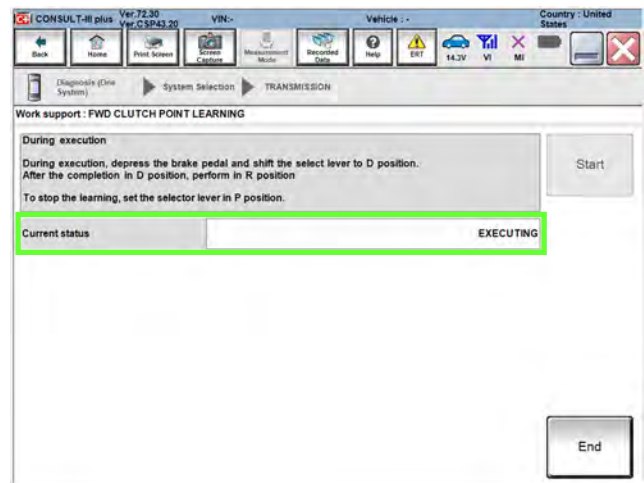 CONSULT-III plus Ver.72.30 VIN:- Vehicle : - Country : United
Ver.CSP43.20 States
Back Home Print Screen Screen Capture Measurement Mode Recorded Data Help ERT 14.3V VI MI
Diagnosis (One System) System Selection TRANSMISSION
Work support : FWD CLUTCH POINT LEARNING
During execution
During execution, depress the brake pedal and shift the select lever to D position.
After the completion in D position, perform in R position
To stop the learning, set the selector lever in P position.
Start
Current status EXECUTING
End